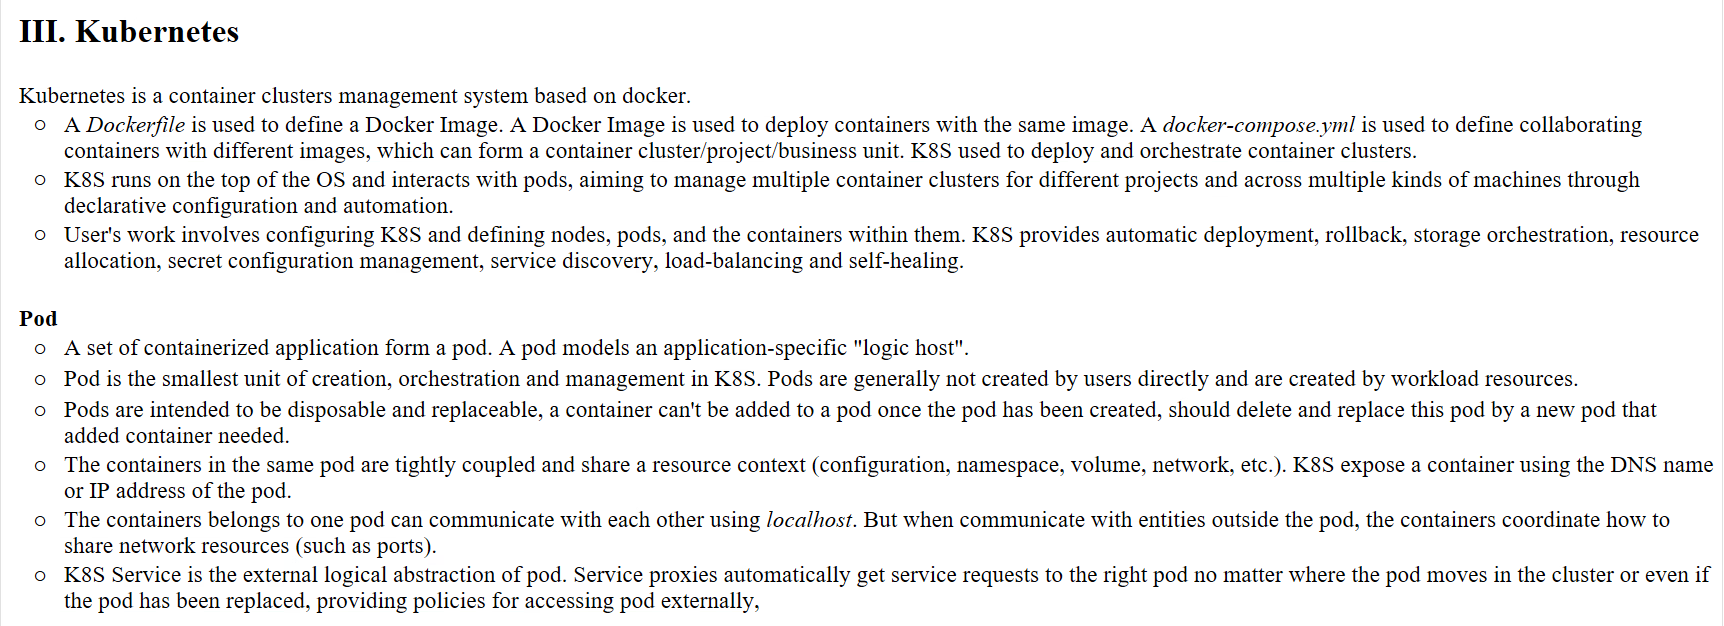 III. Kubernetes
Kubernetes is a container clusters management system based on docker.
○ A Dockerfile is used to define a Docker Image. A Docker Image is used to deploy containers with the same image. A docker-compose.yml is used to define collaborating
containers with different images, which can form a container cluster/project/business unit. K8S used to deploy and orchestrate container clusters.
○ K8S runs on the top of the OS and interacts with pods, aiming to manage multiple container clusters for different projects and across multiple kinds of machines through
declarative configuration and automation.
○ User's work involves configuring K8S and defining nodes, pods, and the containers within them. K8S provides automatic deployment, rollback, storage orchestration, resource
allocation, secret configuration management, service discovery, load-balancing and self-healing.
Pod
○ A set of containerized application form a pod. A pod models an application-specific "logic host".
○ Pod is the smallest unit of creation, orchestration and management in K8S. Pods are generally not created by users directly and are created by workload resources.
○ Pods are intended to be disposable and replaceable, a container can't be added to a pod once the pod has been created, should delete and replace this pod by a new pod that
added container needed.
○ The containers in the same pod are tightly coupled and share a resource context (configuration, namespace, volume, network, etc.). K8S expose a container using the DNS name
or IP address of the pod.
○ The containers belongs to one pod can communicate with each other using localhost. But when communicate with entities outside the pod, the containers coordinate how to
share network resources (such as ports).
○ K8S Service is the external logical abstraction of pod. Service proxies automatically get service requests to the right pod no matter where the pod moves in the cluster or even if
the pod has been replaced, providing policies for accessing pod externally,